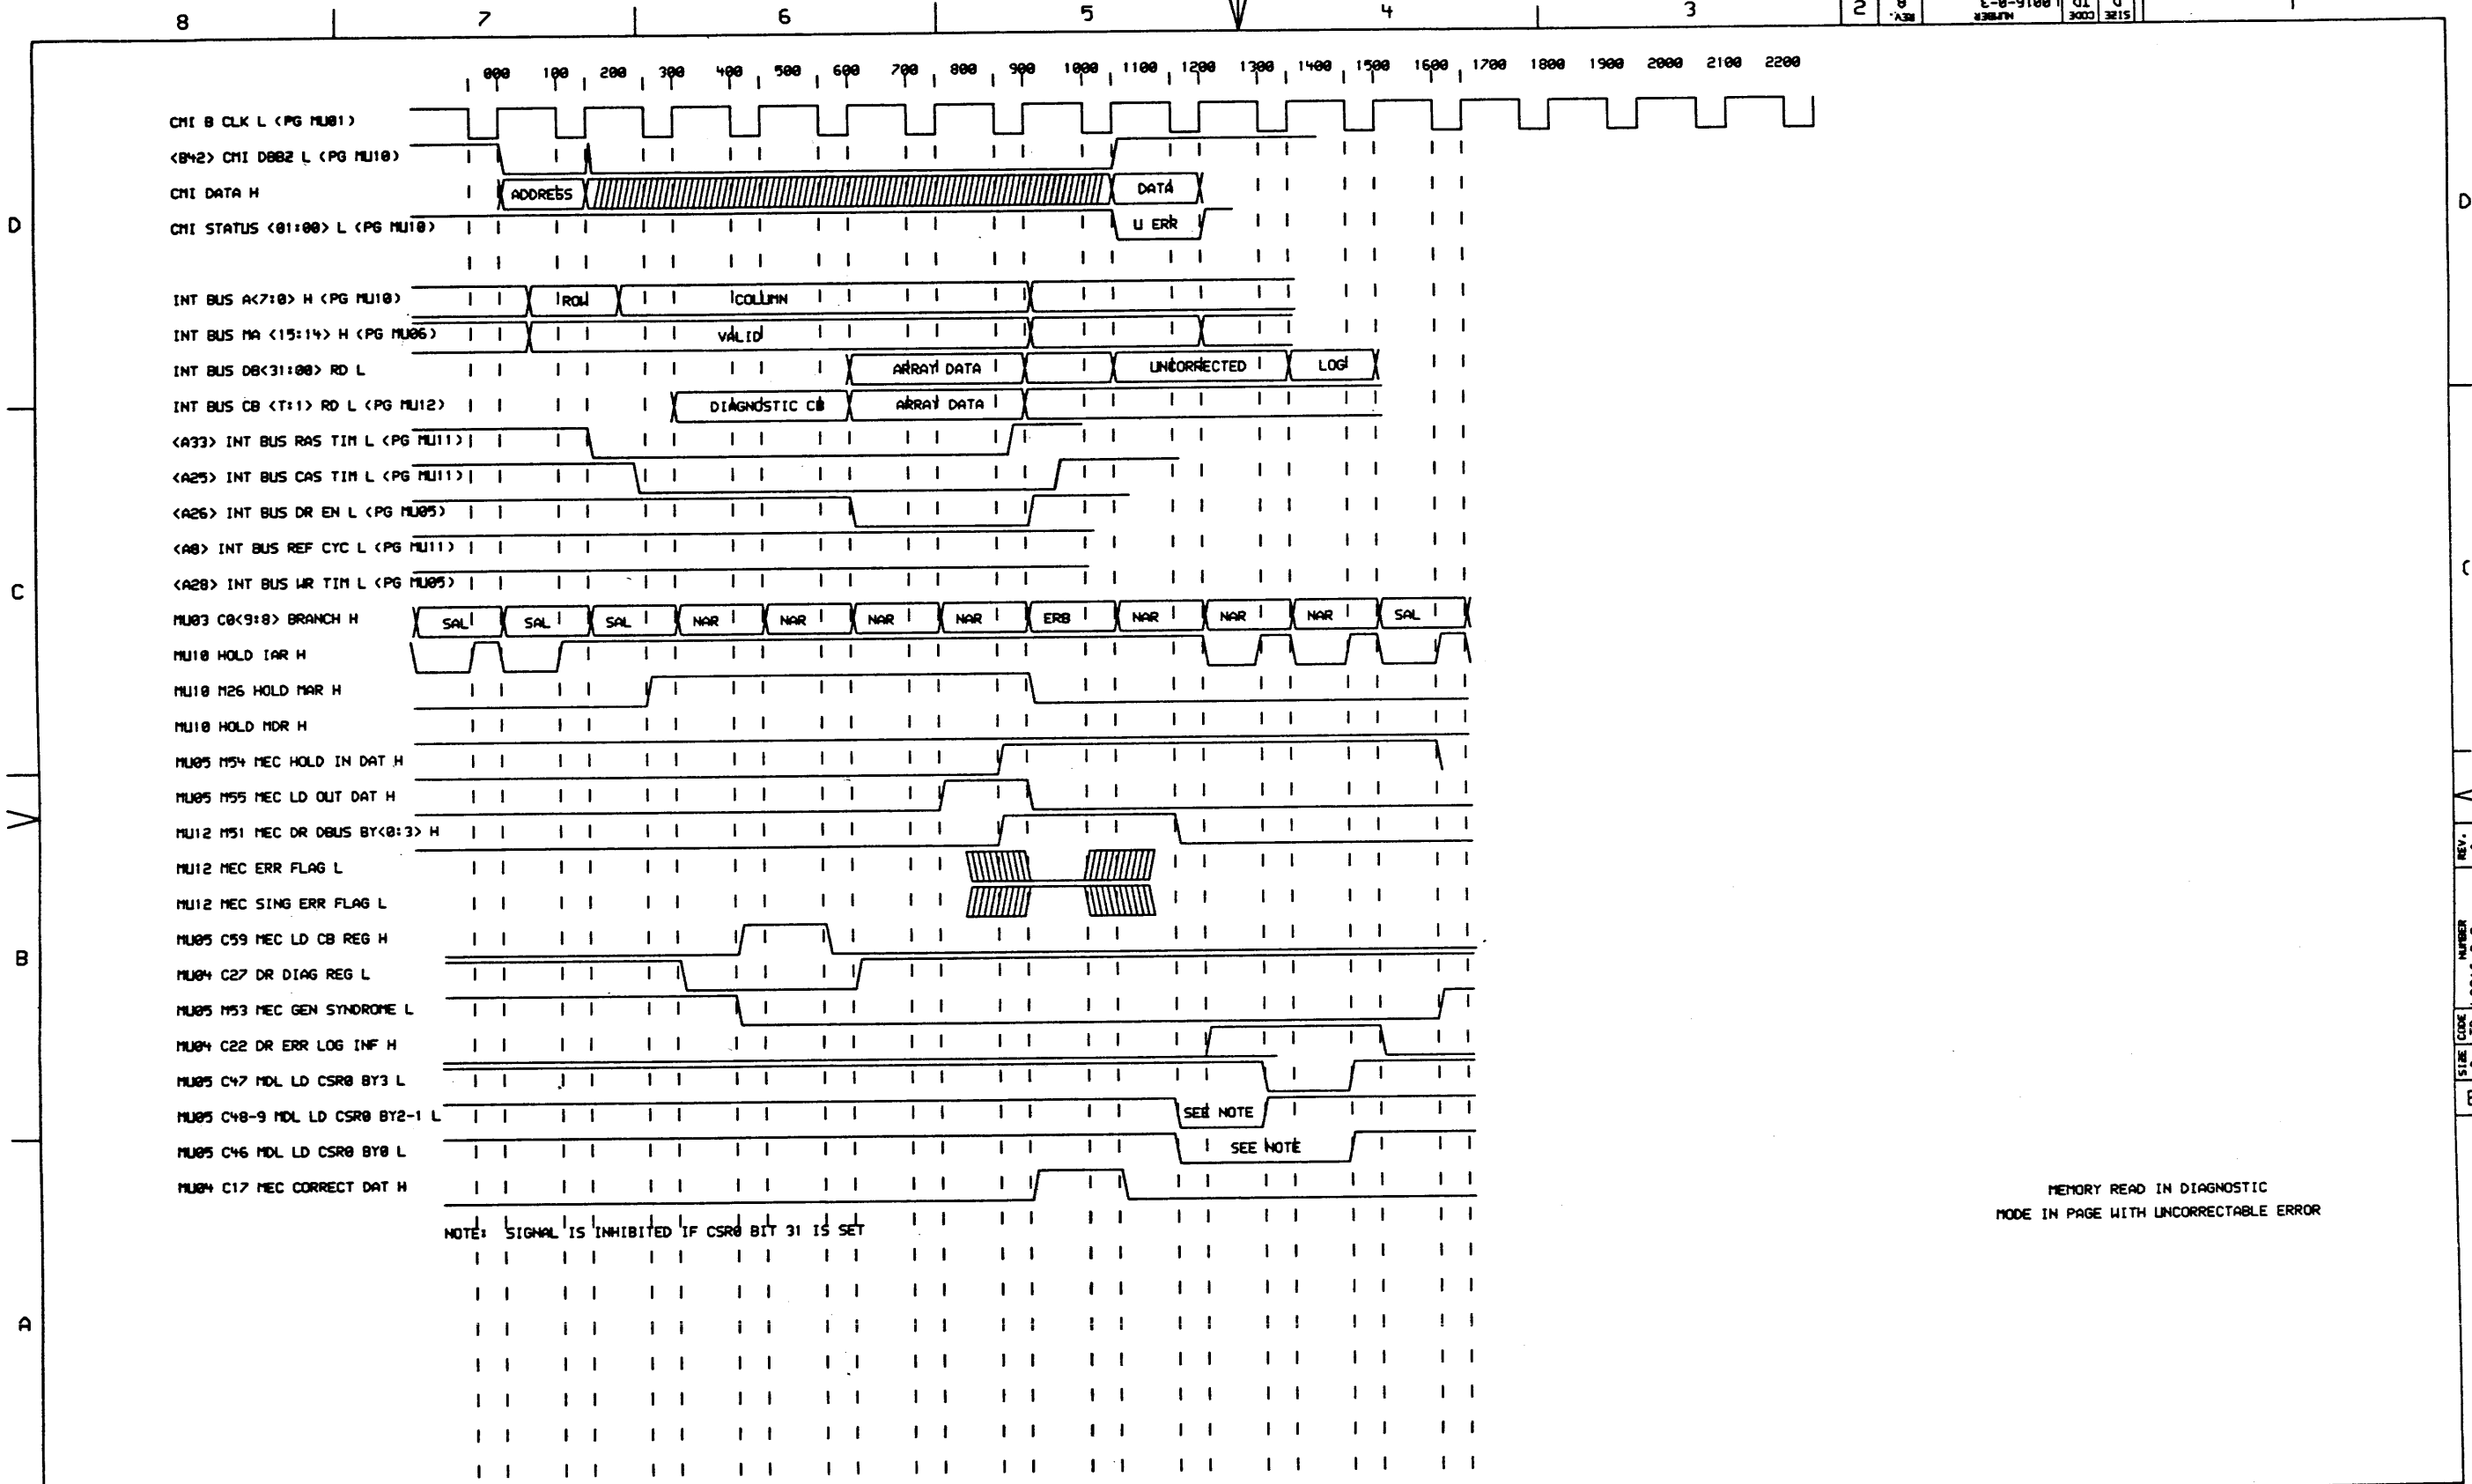 8 7 6 5 4 3 2 REV. B NUMBER L0016-0-3 CODE TD SIZE D 1
000 100 200 300 400 500 600 700 800 900 1000 1100 1200 1300 1400 1500 1600 1700 1800 1900 2000 2100 2200
CMI B CLK L (PG MU01)
<B42> CMI DBBZ L (PG MU10)
CMI DATA H ADDRESS DATA
D D
CMI STATUS <01:00> L (PG MU10) U ERR
INT BUS A<7:0> H (PG MU10) ROW COLUMN
INT BUS MA <15:14> H (PG MU06) VALID
INT BUS DB<31:00> RD L ARRAY DATA UNCORRECTED LOG
INT BUS CB <T:1> RD L (PG MU12) DIAGNOSTIC CB ARRAY DATA
<A33> INT BUS RAS TIM L (PG MU11)
<A25> INT BUS CAS TIM L (PG MU11)
<A26> INT BUS DR EN L (PG MU05)
<A8> INT BUS REF CYC L (PG MU11)
<A28> INT BUS WR TIM L (PG MU05)
C
MU03 C0<9:8> BRANCH H SAL SAL SAL NAR NAR NAR NAR ERB NAR NAR NAR SAL
MU10 HOLD IAR H
MU10 M26 HOLD MAR H
MU10 HOLD MDR H
MU05 M54 MEC HOLD IN DAT H
MU05 M55 MEC LD OUT DAT H
MU12 M51 MEC DR DBUS BY<0:3> H
MU12 MEC ERR FLAG L
MU12 MEC SING ERR FLAG L
MU05 C59 MEC LD CB REG H
B
MU04 C27 DR DIAG REG L
MU05 M53 MEC GEN SYNDROME L
MU04 C22 DR ERR LOG INF H
MU05 C47 MDL LD CSR0 BY3 L
MU05 C48-9 MDL LD CSR0 BY2-1 L SEE NOTE
MU05 C46 MDL LD CSR0 BY0 L SEE NOTE
MU04 C17 MEC CORRECT DAT H
NOTE: SIGNAL IS INHIBITED IF CSR0 BIT 31 IS SET
MEMORY READ IN DIAGNOSTIC
MODE IN PAGE WITH UNCORRECTABLE ERROR
A
SIZE CODE NUMBER REV.